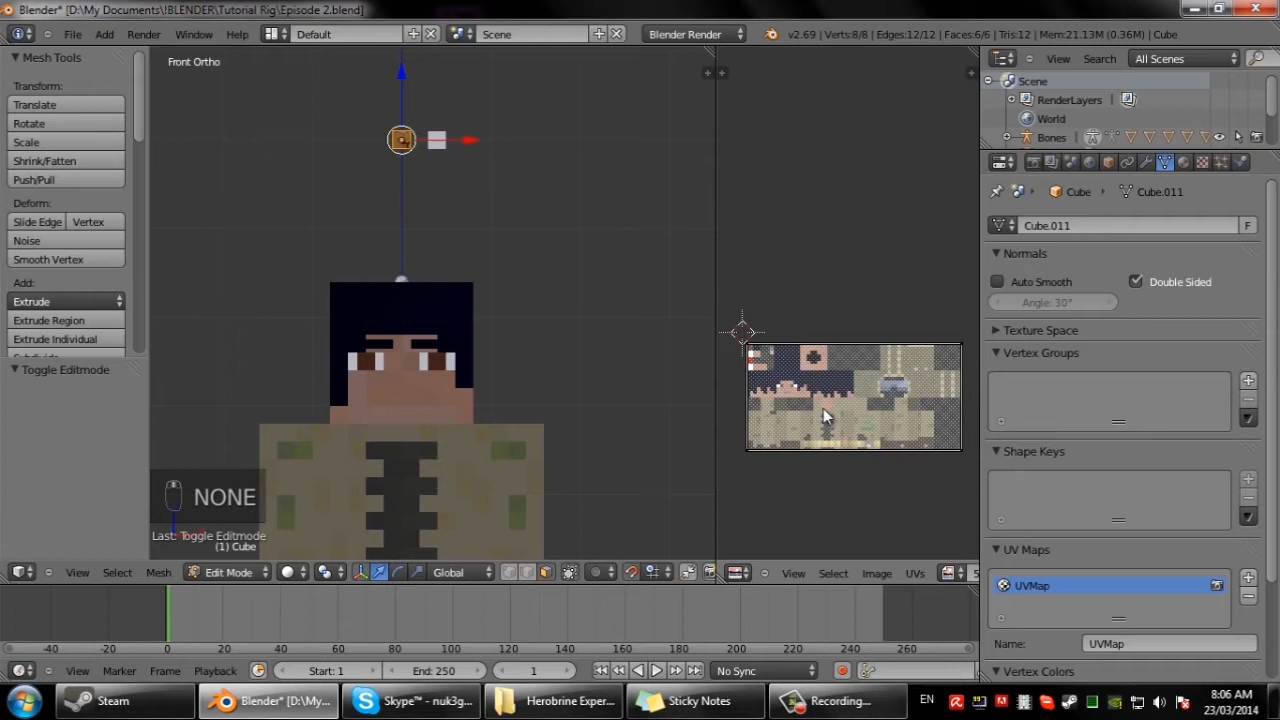 Blender* [D:\My Documents\!BLENDER\Tutorial Rig\Episode 2.blend]
File Add Render Window Help Default Scene Blender Render v2.69 | Verts:8/8 | Edges:12/12 | Faces:6/6 | Tris:12 | Mem:21.13M (0.36M) | Cube
Mesh Tools
Front Ortho
View Search All Scenes
Transform:
Scene
Translate
RenderLayers
Rotate
World
Scale
Bones
Shrink/Fatten
Push/Pull
Cube Cube.011
Deform:
Slide Edge Vertex
Cube.011 F
Noise
Normals
Smooth Vertex
Auto Smooth Double Sided
Add:
Extrude
Angle: 30°
Extrude Region
Texture Space
Extrude Individual
Vertex Groups
Toggle Editmode
Shape Keys
NONE
Last: Toggle Editmode
(1) Cube
UV Maps
View Select Mesh Edit Mode Global
View Select Image UVs
UVMap
Name: UVMap
-40 -20 0 20 40 60 80 100 120 140 160 180 200 220 240 260
View Marker Frame Playback Start: 1 End: 250 1 No Sync
Vertex Colors
Steam
Blender* [D:\My...
Skype™ - nuk3g...
Herobrine Exper...
Sticky Notes
Recording...
EN
8:06 AM
23/03/2014